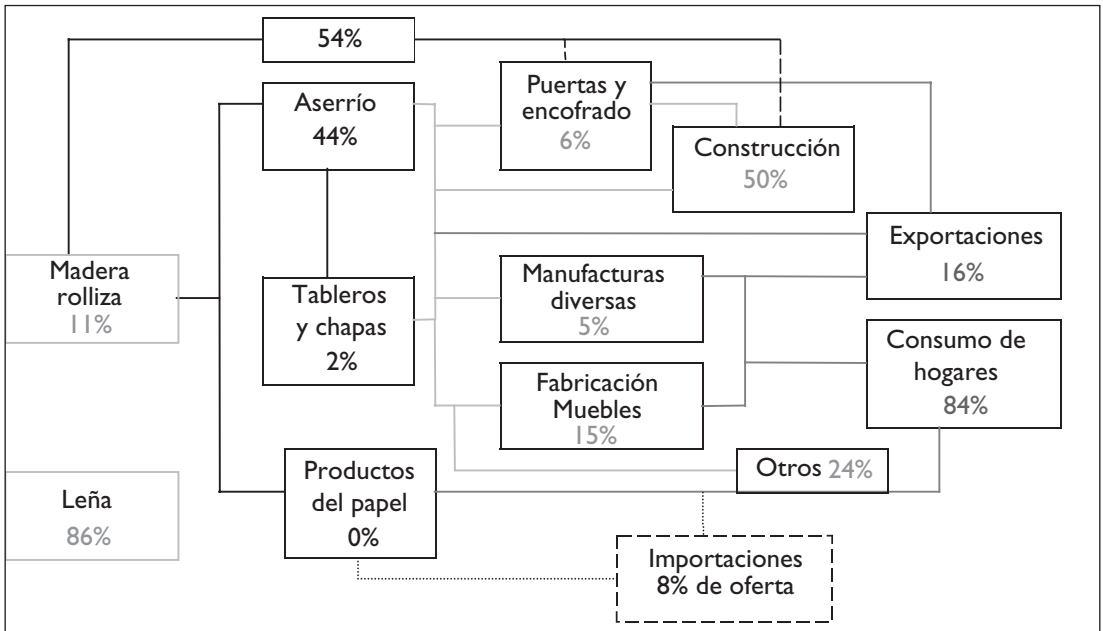 54%
Aserrío
44%
Puertas y
encofrado
6%
Construcción
50%
Exportaciones
16%
Madera
rolliza
11%
Tableros
y chapas
2%
Manufacturas
diversas
5%
Consumo de
hogares
84%
Fabricación
Muebles
15%
Otros 24%
Leña
86%
Productos
del papel
0%
Importaciones
8% de oferta